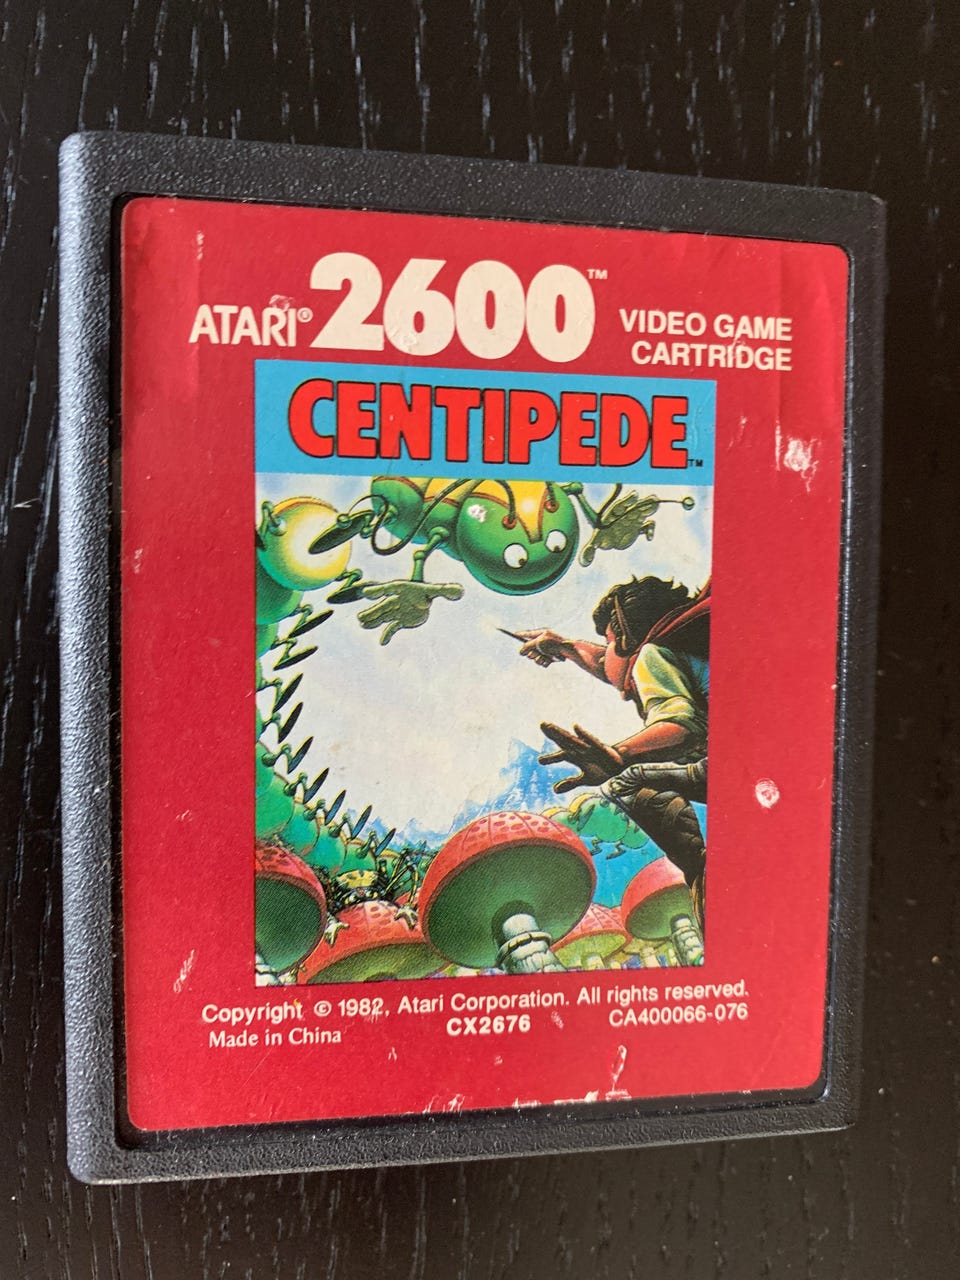 ATARI® 2600™ VIDEO GAME
CARTRIDGE
CENTIPEDE™
Copyright © 1982, Atari Corporation. All rights reserved.
Made in China CX2676 CA400066-076